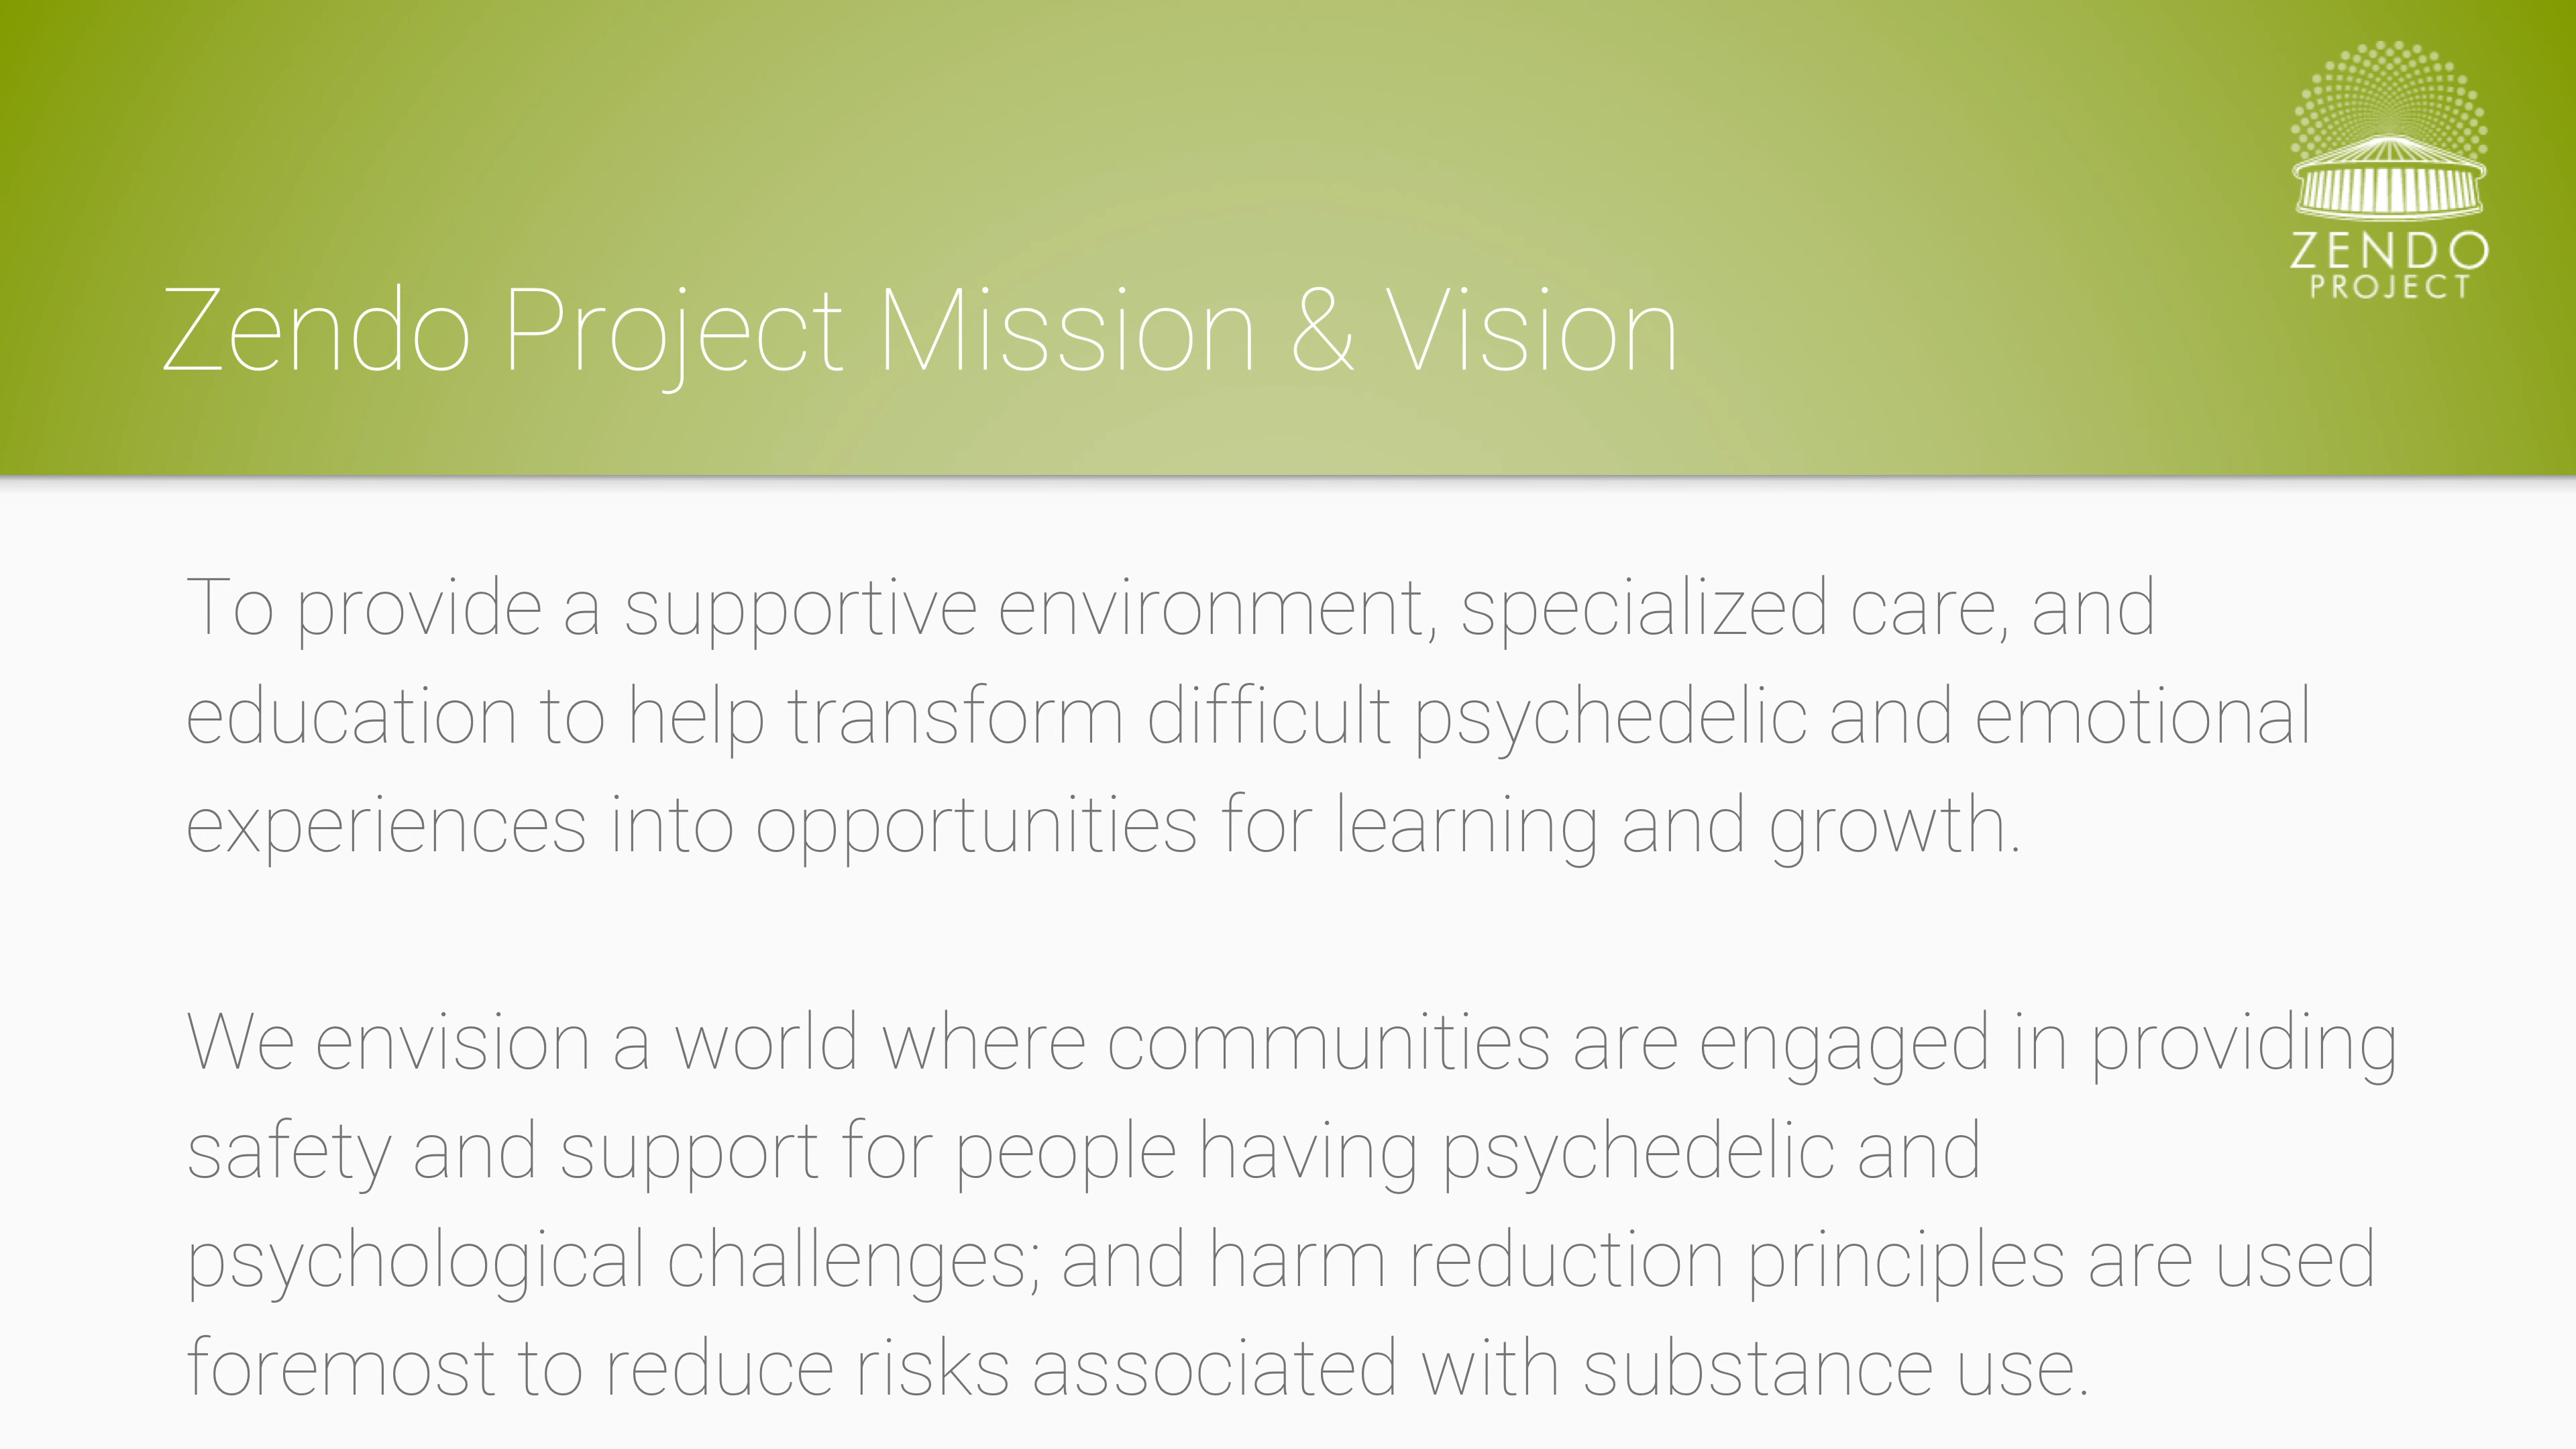 ZENDO
PROJECT
Zendo Project Mission & Vision
To provide a supportive environment, specialized care, and
education to help transform difficult psychedelic and emotional
experiences into opportunities for learning and growth.
We envision a world where communities are engaged in providing
safety and support for people having psychedelic and
psychological challenges; and harm reduction principles are used
foremost to reduce risks associated with substance use.